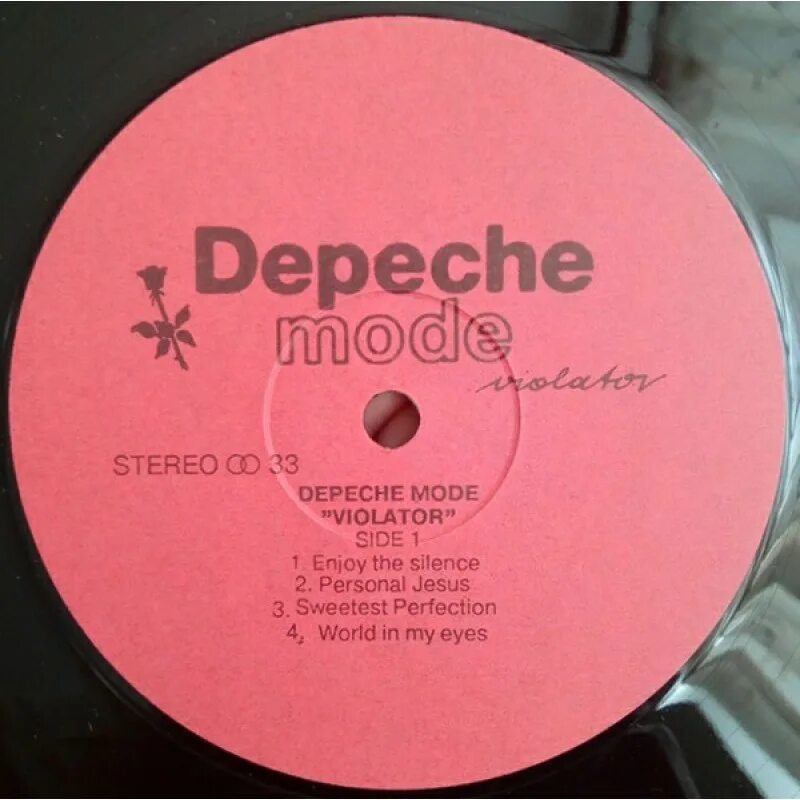 Depeche
mode
violator
STEREO 33
DEPECHE MODE
"VIOLATOR"
SIDE 1
1. Enjoy the silence
2. Personal Jesus
3. Sweetest Perfection
4, World in my eyes